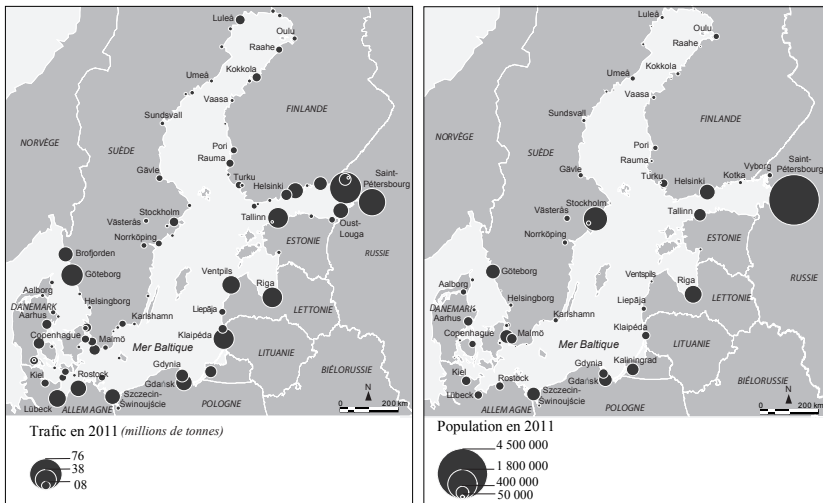 Luleå
Oulu
Raahe
Kokkola
Umeå
Vaasa
FINLANDE
Sundsvall
NORVÈGE
SUÈDE
Pori
Rauma
Gävle
Turku
Helsinki
Saint-
Pétersbourg
Stockholm
Västerås
Tallinn
Oust-
Louga
Norrköping
ESTONIE
RUSSIE
Brofjorden
Göteborg
Ventpils
Riga
Aalborg
Helsingborg
LETTONIE
DANEMARK
Liepāja
Aarhus
Karlshamn
Copenhague
Malmö
Klaipéda
Mer Baltique
LITUANIE
Gdynia
BIÉLORUSSIE
Kiel
Rostock
Gdańsk
Szczecin-
Świnoujście
N
Lübeck
ALLEMAGNE
POLOGNE
0 200 km
Trafic en 2011 (millions de tonnes)
76
38
08
Luleå
Oulu
Raahe
Kokkola
Umeå
Vaasa
FINLANDE
Sundsvall
NORVÈGE
SUÈDE
Pori
Rauma
Vyborg
Saint-
Pétersbourg
Gävle
Turku
Helsinki
Kotka
Stockholm
Västerås
Tallinn
Norrköping
ESTONIE
RUSSIE
Göteborg
Ventspils
Riga
Aalborg
Helsingborg
LETTONIE
DANEMARK
Liepāja
Aarhus
Karlshamn
Copenhague
Malmö
Klaipéda
Mer Baltique
LITUANIE
Gdynia
Kaliningrad
BIÉLORUSSIE
Kiel
Rostock
Gdańsk
Szczecin-
Świnoujście
N
Lübeck
ALLEMAGNE
POLOGNE
0 200 km
Population en 2011
4 500 000
1 800 000
400 000
50 000